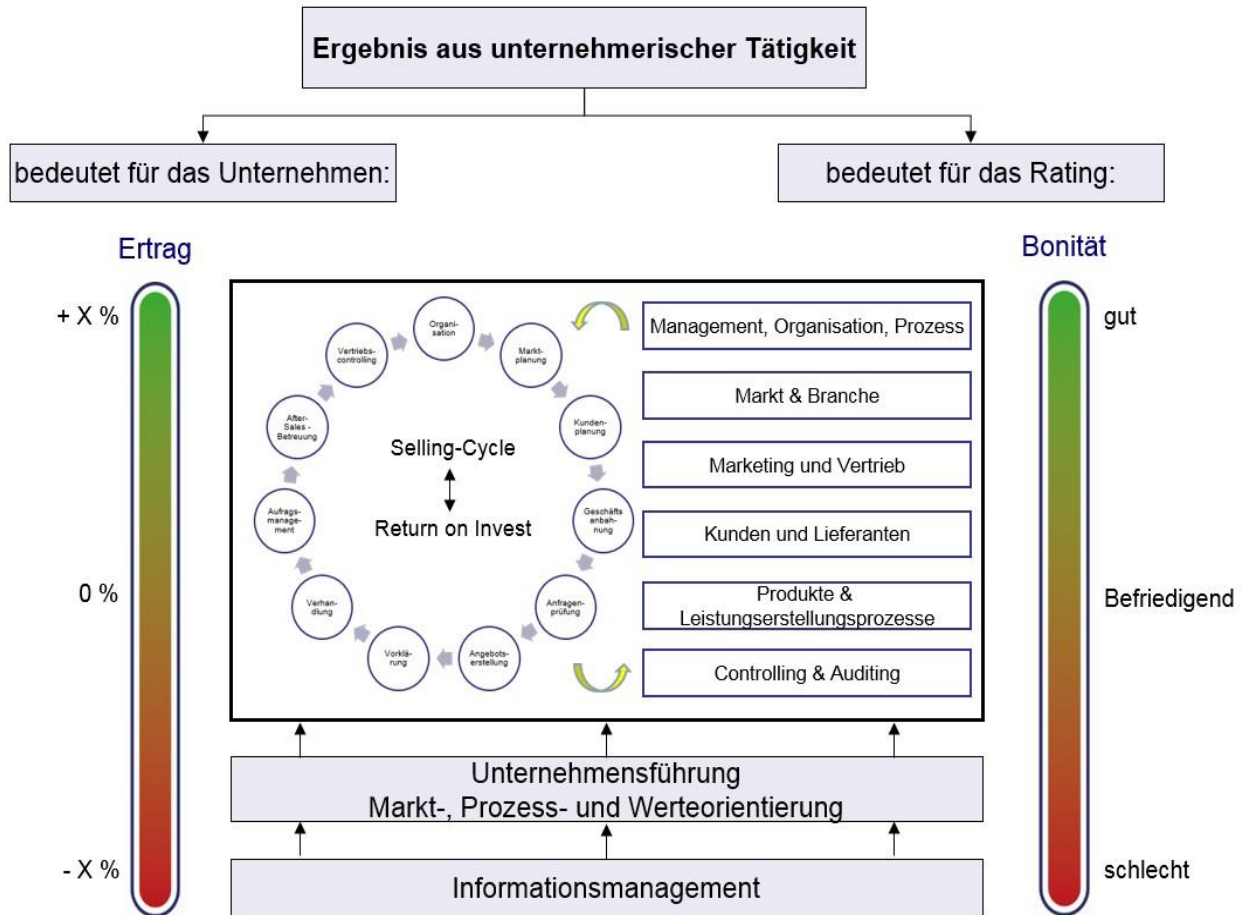 Ergebnis aus unternehmerischer Tätigkeit
bedeutet für das Unternehmen:
bedeutet für das Rating:
Ertrag
+ X %
0 %
- X %
Organi-
sation
Markt-
planung
Kunden-
planung
Geschäfts
anbah-
nung
Anfragen-
prüfung
Angebots-
erstellung
Vorklä-
rung
Verhan-
dlung
Aufrags-
manage-
ment
After-
Sales -
Betreuung
Vertriebs-
controlling
Selling-Cycle
Return on Invest
Management, Organisation, Prozess
Markt & Branche
Marketing und Vertrieb
Kunden und Lieferanten
Produkte &
Leistungserstellungsprozesse
Controlling & Auditing
Bonität
gut
Befriedigend
schlecht
Unternehmensführung
Markt-, Prozess- und Werteorientierung
Informationsmanagement